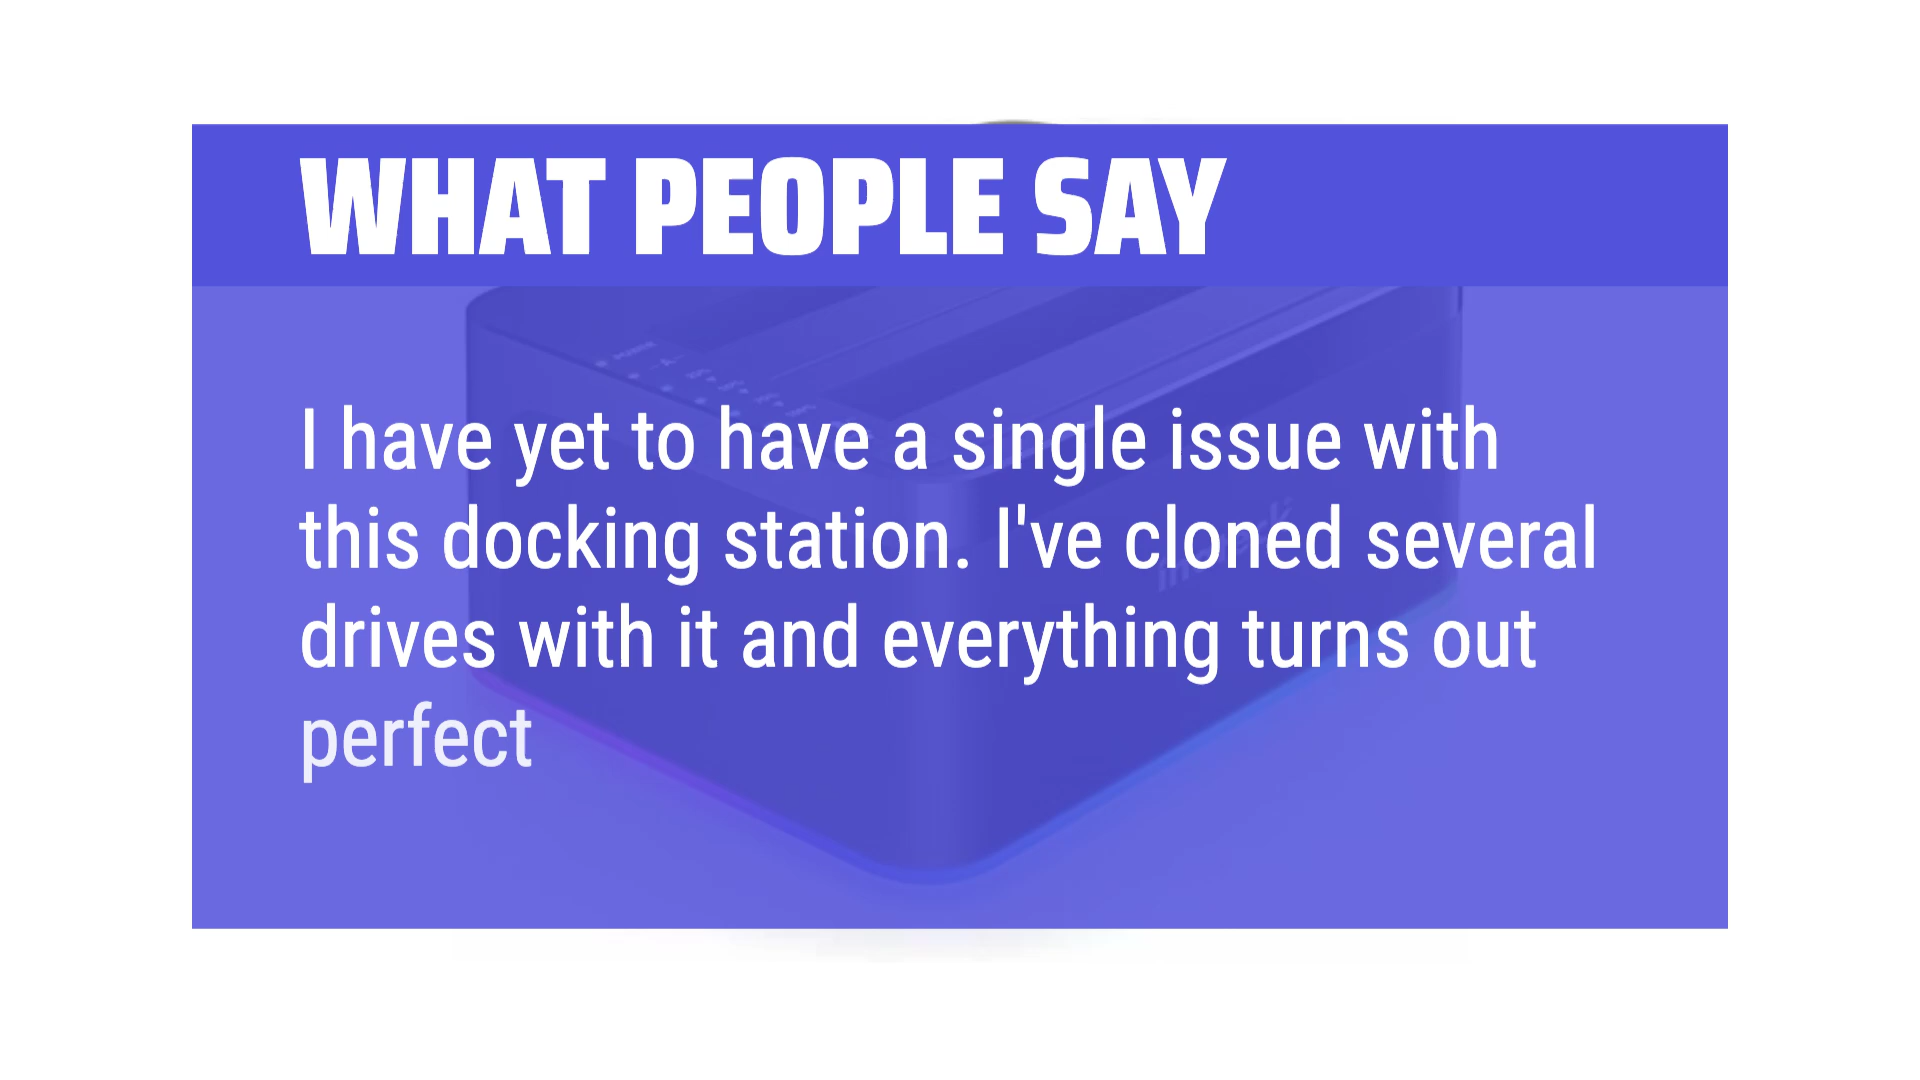 WHAT PEOPLE SAY
I have yet to have a single issue with
this docking station. I've cloned several
drives with it and everything turns out
perfect